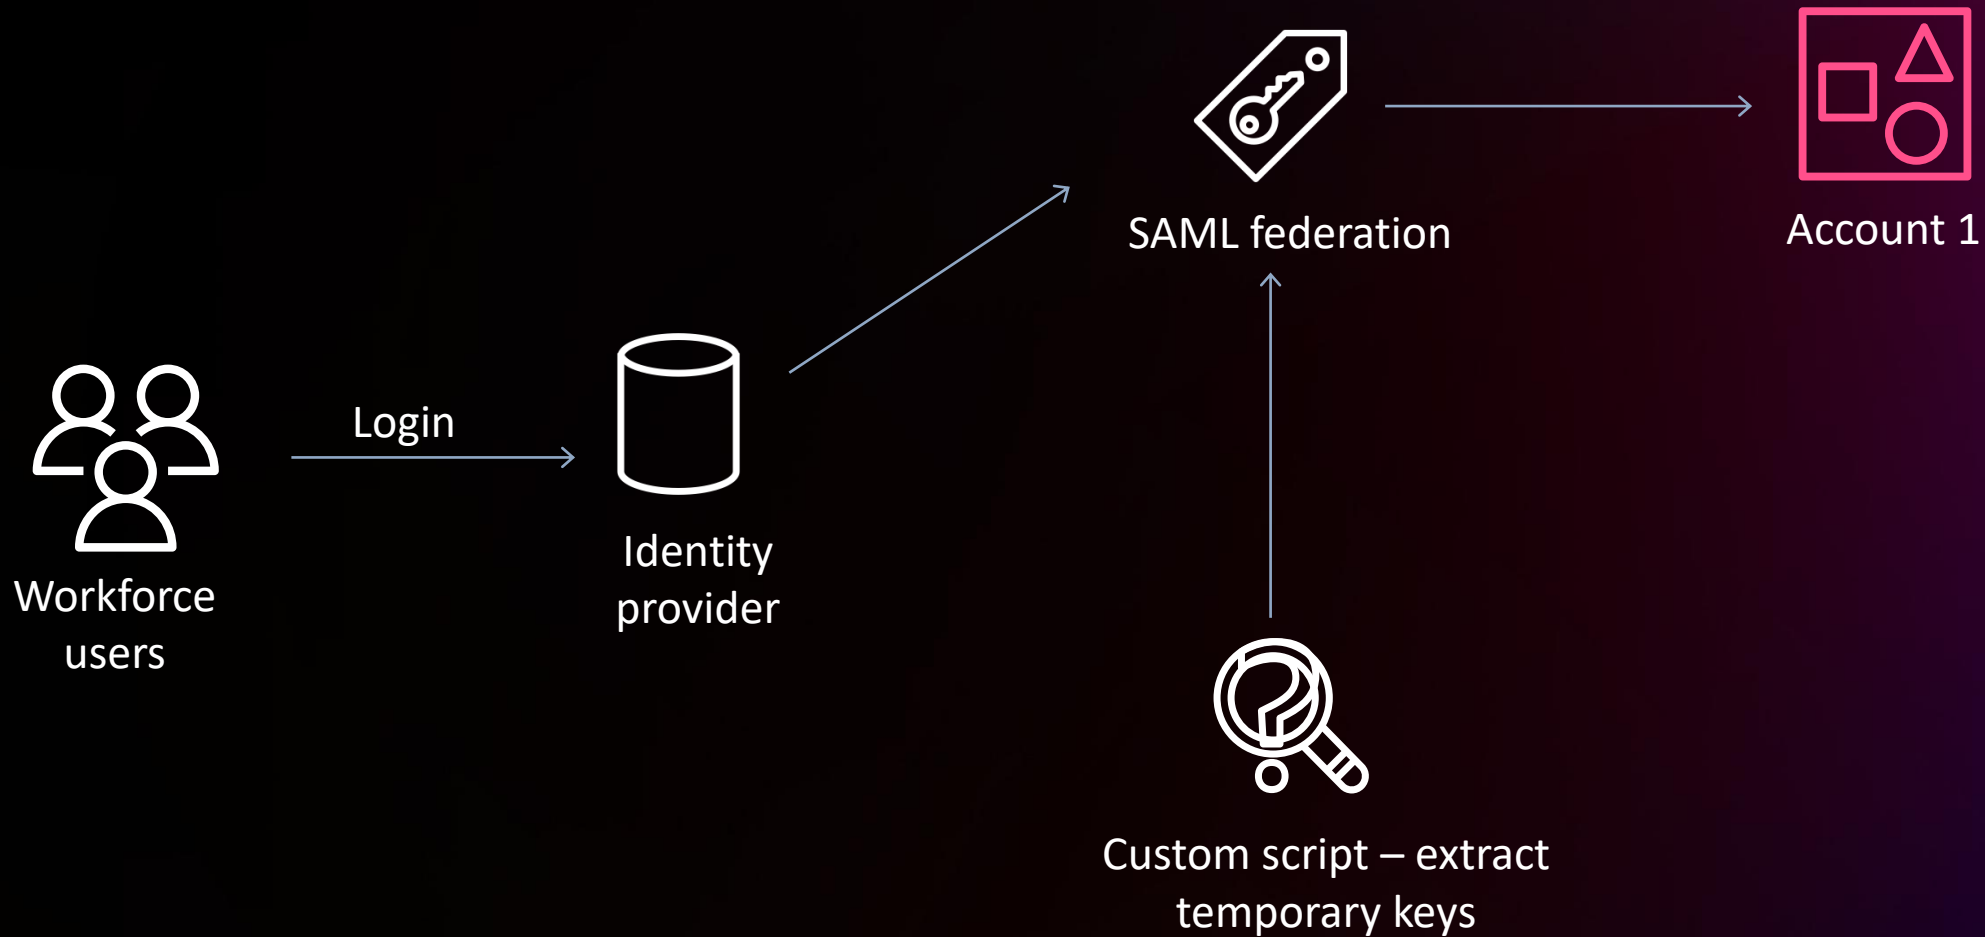 SAML federation
Account 1
Login
Identity
provider
Workforce
users
Custom script – extract
temporary keys